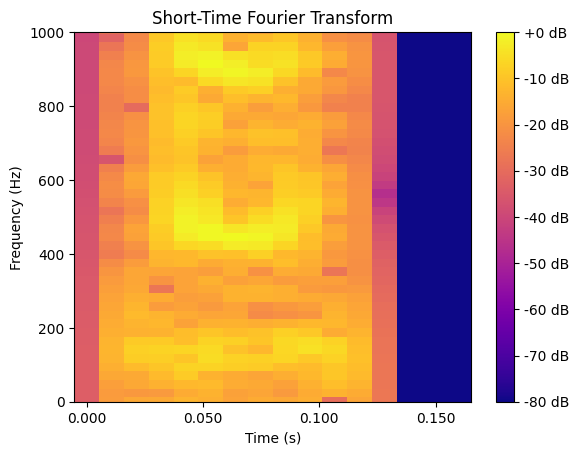 Short-Time Fourier Transform
1000
800
600
400
200
0
Frequency (Hz)
0.000
0.050
0.100
0.150
Time (s)
+0 dB
-10 dB
-20 dB
-30 dB
-40 dB
-50 dB
-60 dB
-70 dB
-80 dB